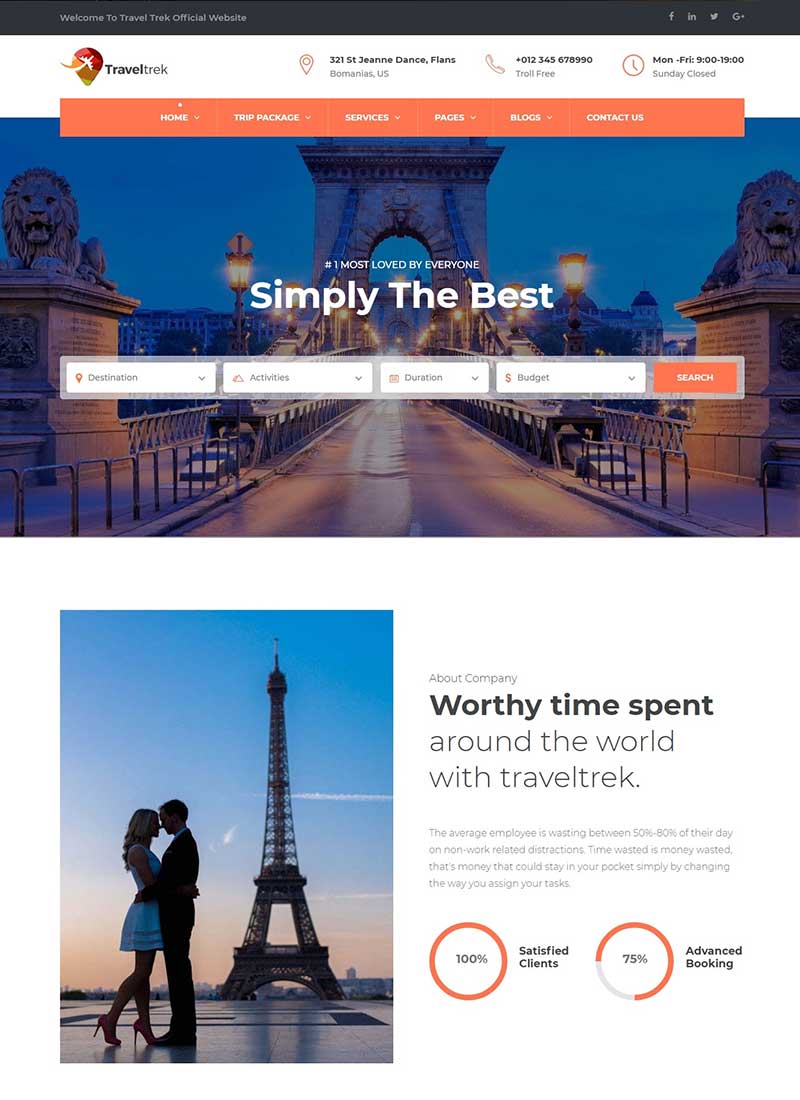 Welcome To Travel Trek Official Website
Traveltrek
321 St Jeanne Dance, Flans
Bomanias, US
+012 345 678990
Troll Free
Mon -Fri: 9:00-19:00
Sunday Closed
HOME
TRIP PACKAGE
SERVICES
PAGES
BLOGS
CONTACT US
# 1 MOST LOVED BY EVERYONE
Simply The Best
Destination
Activities
Duration
$ Budget
SEARCH
About Company
Worthy time spent
around the world
with traveltrek.
The average employee is wasting between 50%-80% of their day
on non-work related distractions. Time wasted is money wasted,
that's money that could stay in your pocket simply by changing
the way you assign your tasks.
100%
Satisfied
Clients
75%
Advanced
Booking